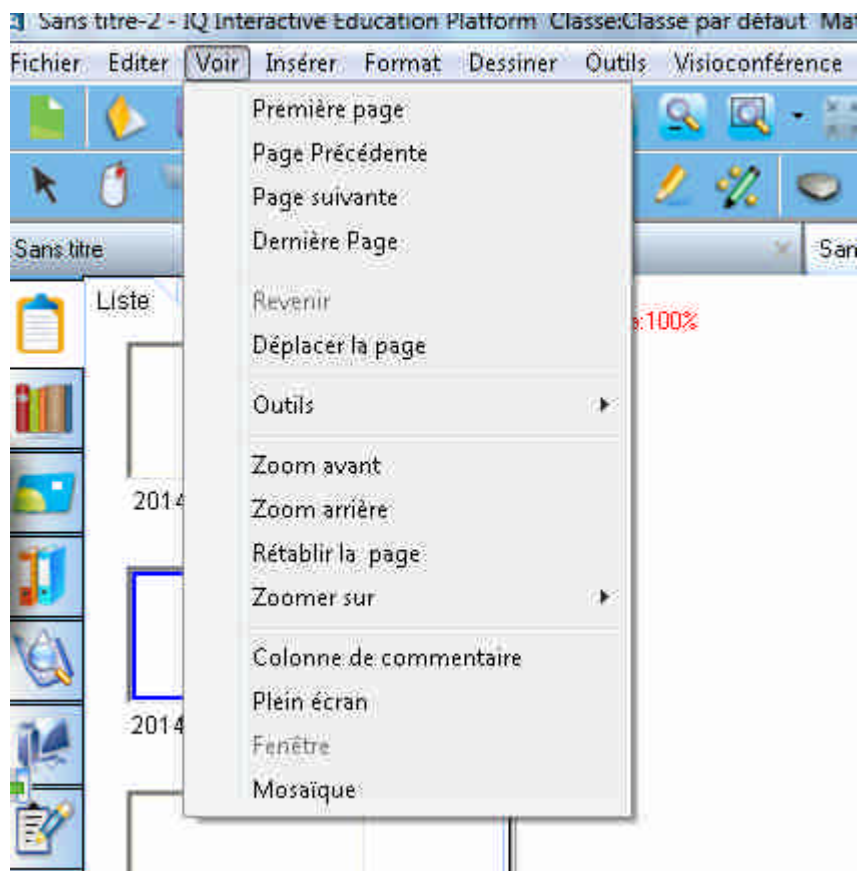 Sans titre-2 - IQ Interactive Education Platform Classe:Classe par défaut
Fichier Editer Voir Insérer Format Dessiner Outils Visioconférence
Première page
Page Précédente
Page suivante
Dernière Page
Sans titre
Liste
Revenir
:100%
Déplacer la page
Outils
Zoom avant
2014
Zoom arrière
Rétablir la page
Zoomer sur
Colonne de commentaire
Plein écran
2014
Fenêtre
Mosaïque